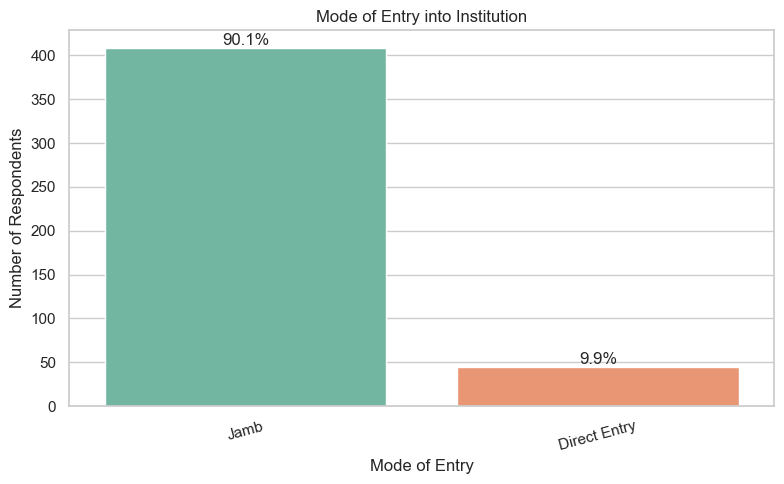 Mode of Entry into Institution
Number of Respondents
400
350
300
250
200
150
100
50
0
90.1%
9.9%
Jamb
Direct Entry
Mode of Entry